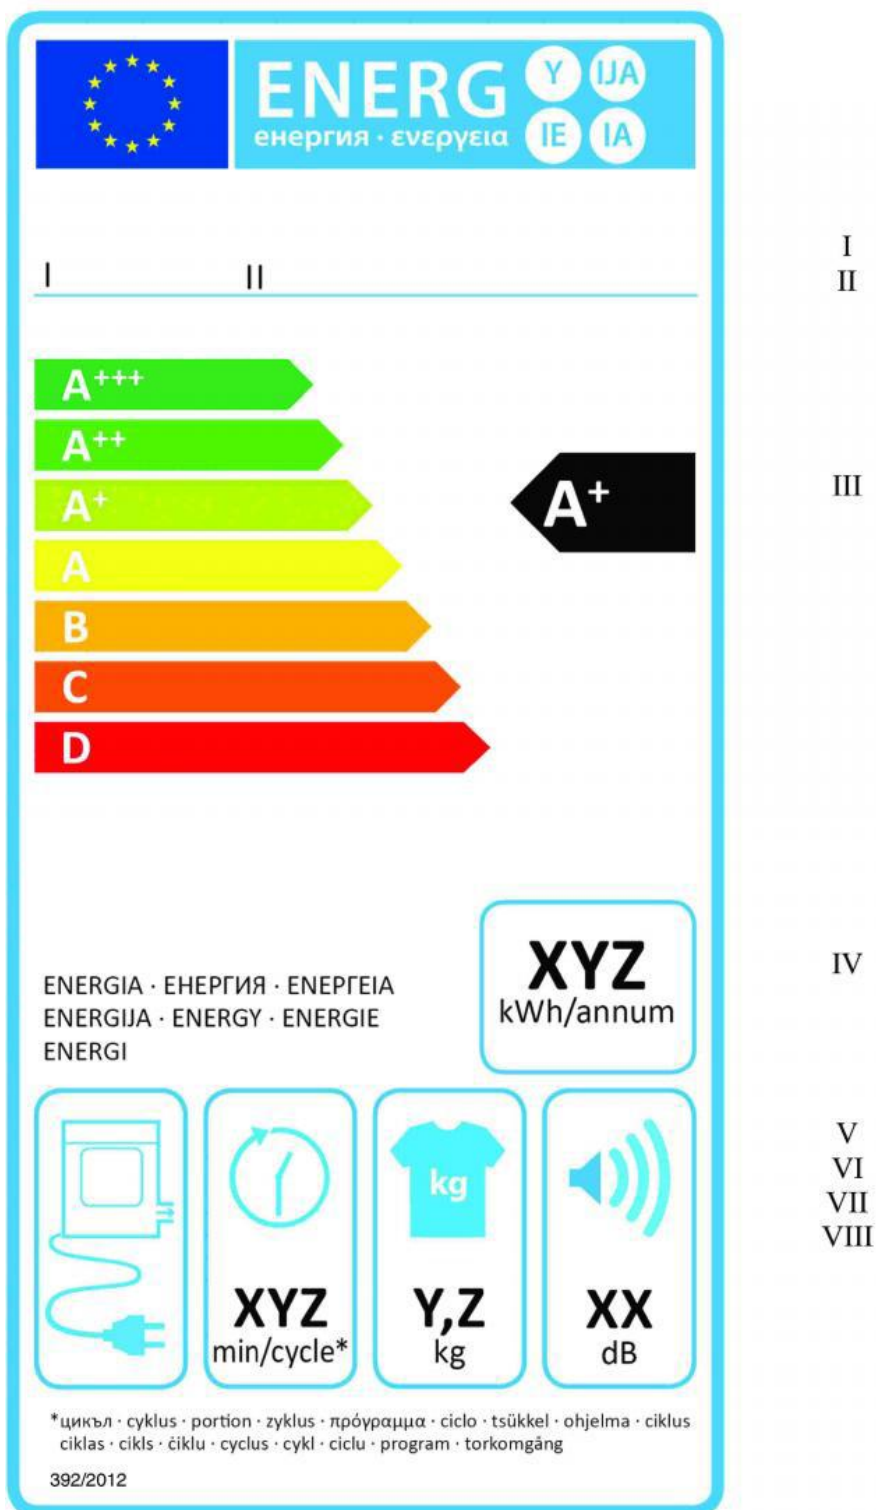 ENERG Y IJA
енергия · ενεργεια IE IA
I
I II
II
A+++
A++
A+
A+ III
A
B
C
D
XYZ IV
kWh/annum
ENERGIA · ЕНЕРГИЯ · ΕΝΕΡΓΕΙΑ
ENERGIJA · ENERGY · ENERGIE
ENERGI
V
VI
VII
VIII
kg
XYZ Y,Z XX
min/cycle* kg dB
*цикъл · cyklus · portion · zyklus · πρόγραμμα · ciclo · tsükkel · ohjelma · ciklus
ciklas · cikls · ċiklu · cyclus · cykl · ciclu · program · torkomgång
392/2012